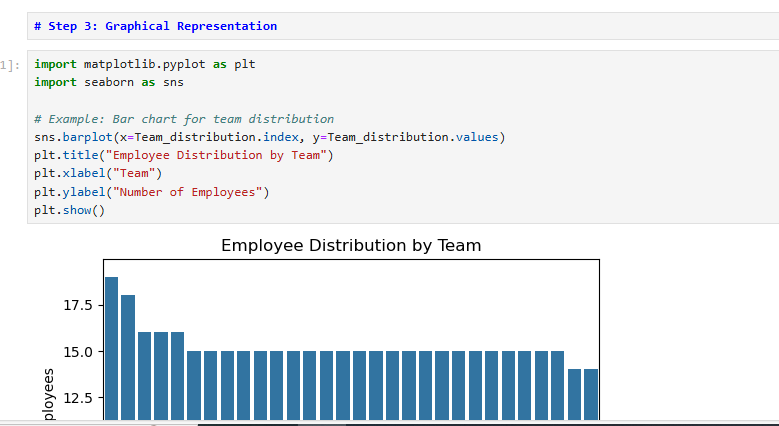 # Step 3: Graphical Representation
1]:
import matplotlib.pyplot as plt
import seaborn as sns
# Example: Bar chart for team distribution
sns.barplot(x=Team_distribution.index, y=Team_distribution.values)
plt.title("Employee Distribution by Team")
plt.xlabel("Team")
plt.ylabel("Number of Employees")
plt.show()
Employee Distribution by Team
17.5
15.0
12.5
ployees